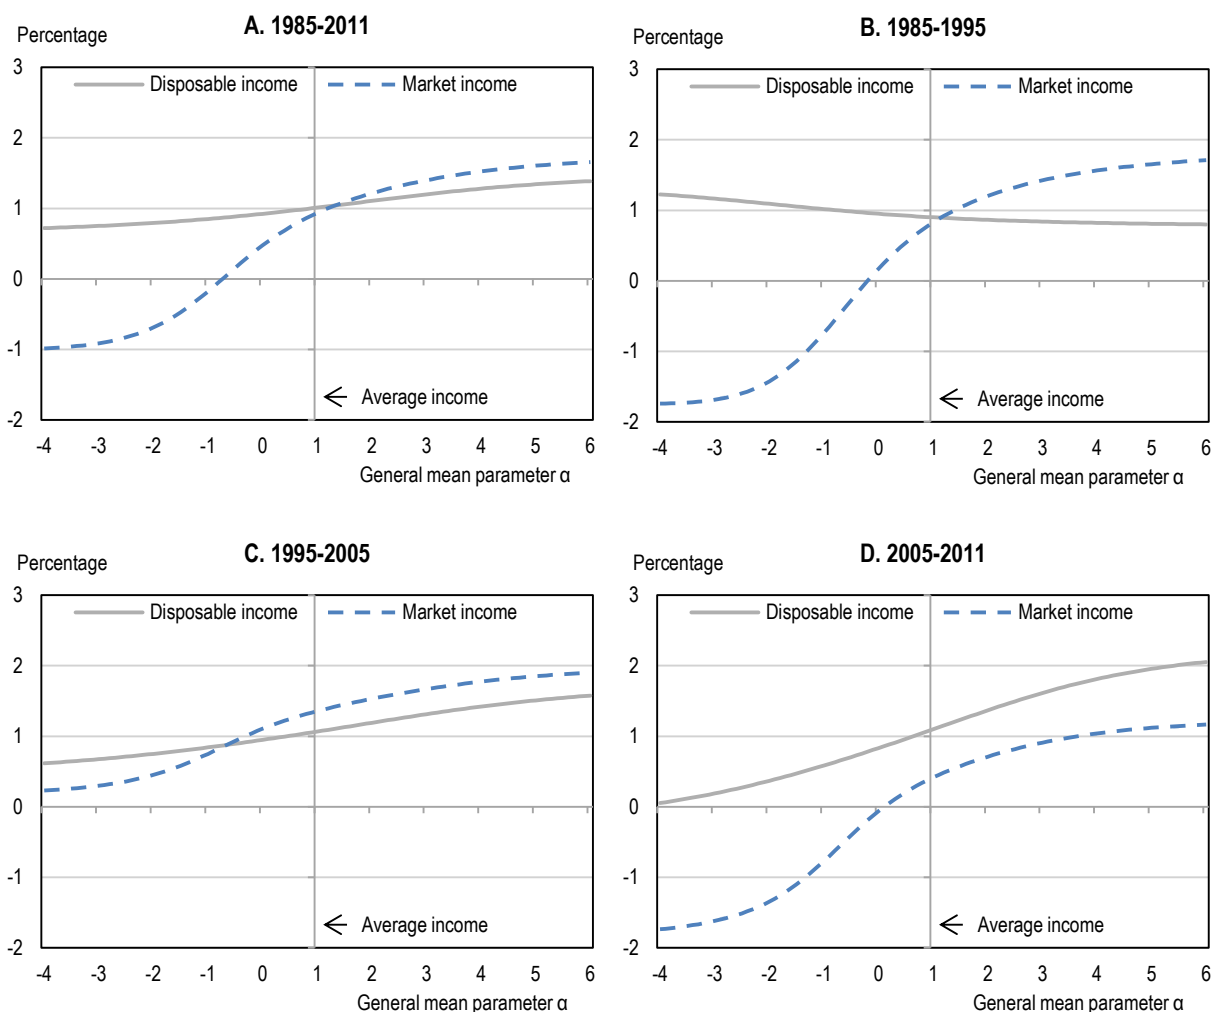 A. 1985-2011
Percentage
Disposable income
Market income
3
2
1
0
-1
-2
Average income
-4 -3 -2 -1 0 1 2 3 4 5 6
General mean parameter α
B. 1985-1995
Percentage
Disposable income
Market income
3
2
1
0
-1
-2
Average income
-4 -3 -2 -1 0 1 2 3 4 5 6
General mean parameter α
C. 1995-2005
Percentage
Disposable income
Market income
3
2
1
0
-1
-2
Average income
-4 -3 -2 -1 0 1 2 3 4 5 6
General mean parameter α
D. 2005-2011
Percentage
Disposable income
Market income
3
2
1
0
-1
-2
Average income
-4 -3 -2 -1 0 1 2 3 4 5 6
General mean parameter α